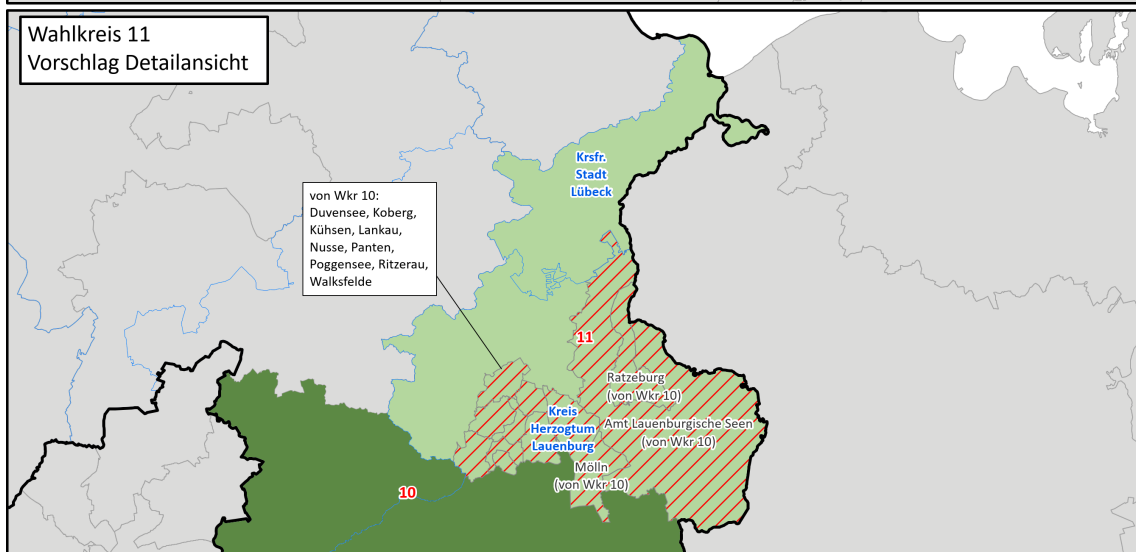 Wahlkreis 11
Vorschlag Detailansicht
Krsfr.
Stadt
Lübeck
von Wkr 10:
Duvensee, Koberg,
Kühsen, Lankau,
Nusse, Panten,
Poggensee, Ritzerau,
Walksfelde
11
Ratzeburg
(von Wkr 10)
Kreis
Herzogtum
Lauenburg
Amt Lauenburgische Seen
(von Wkr 10)
Mölln
(von Wkr 10)
10